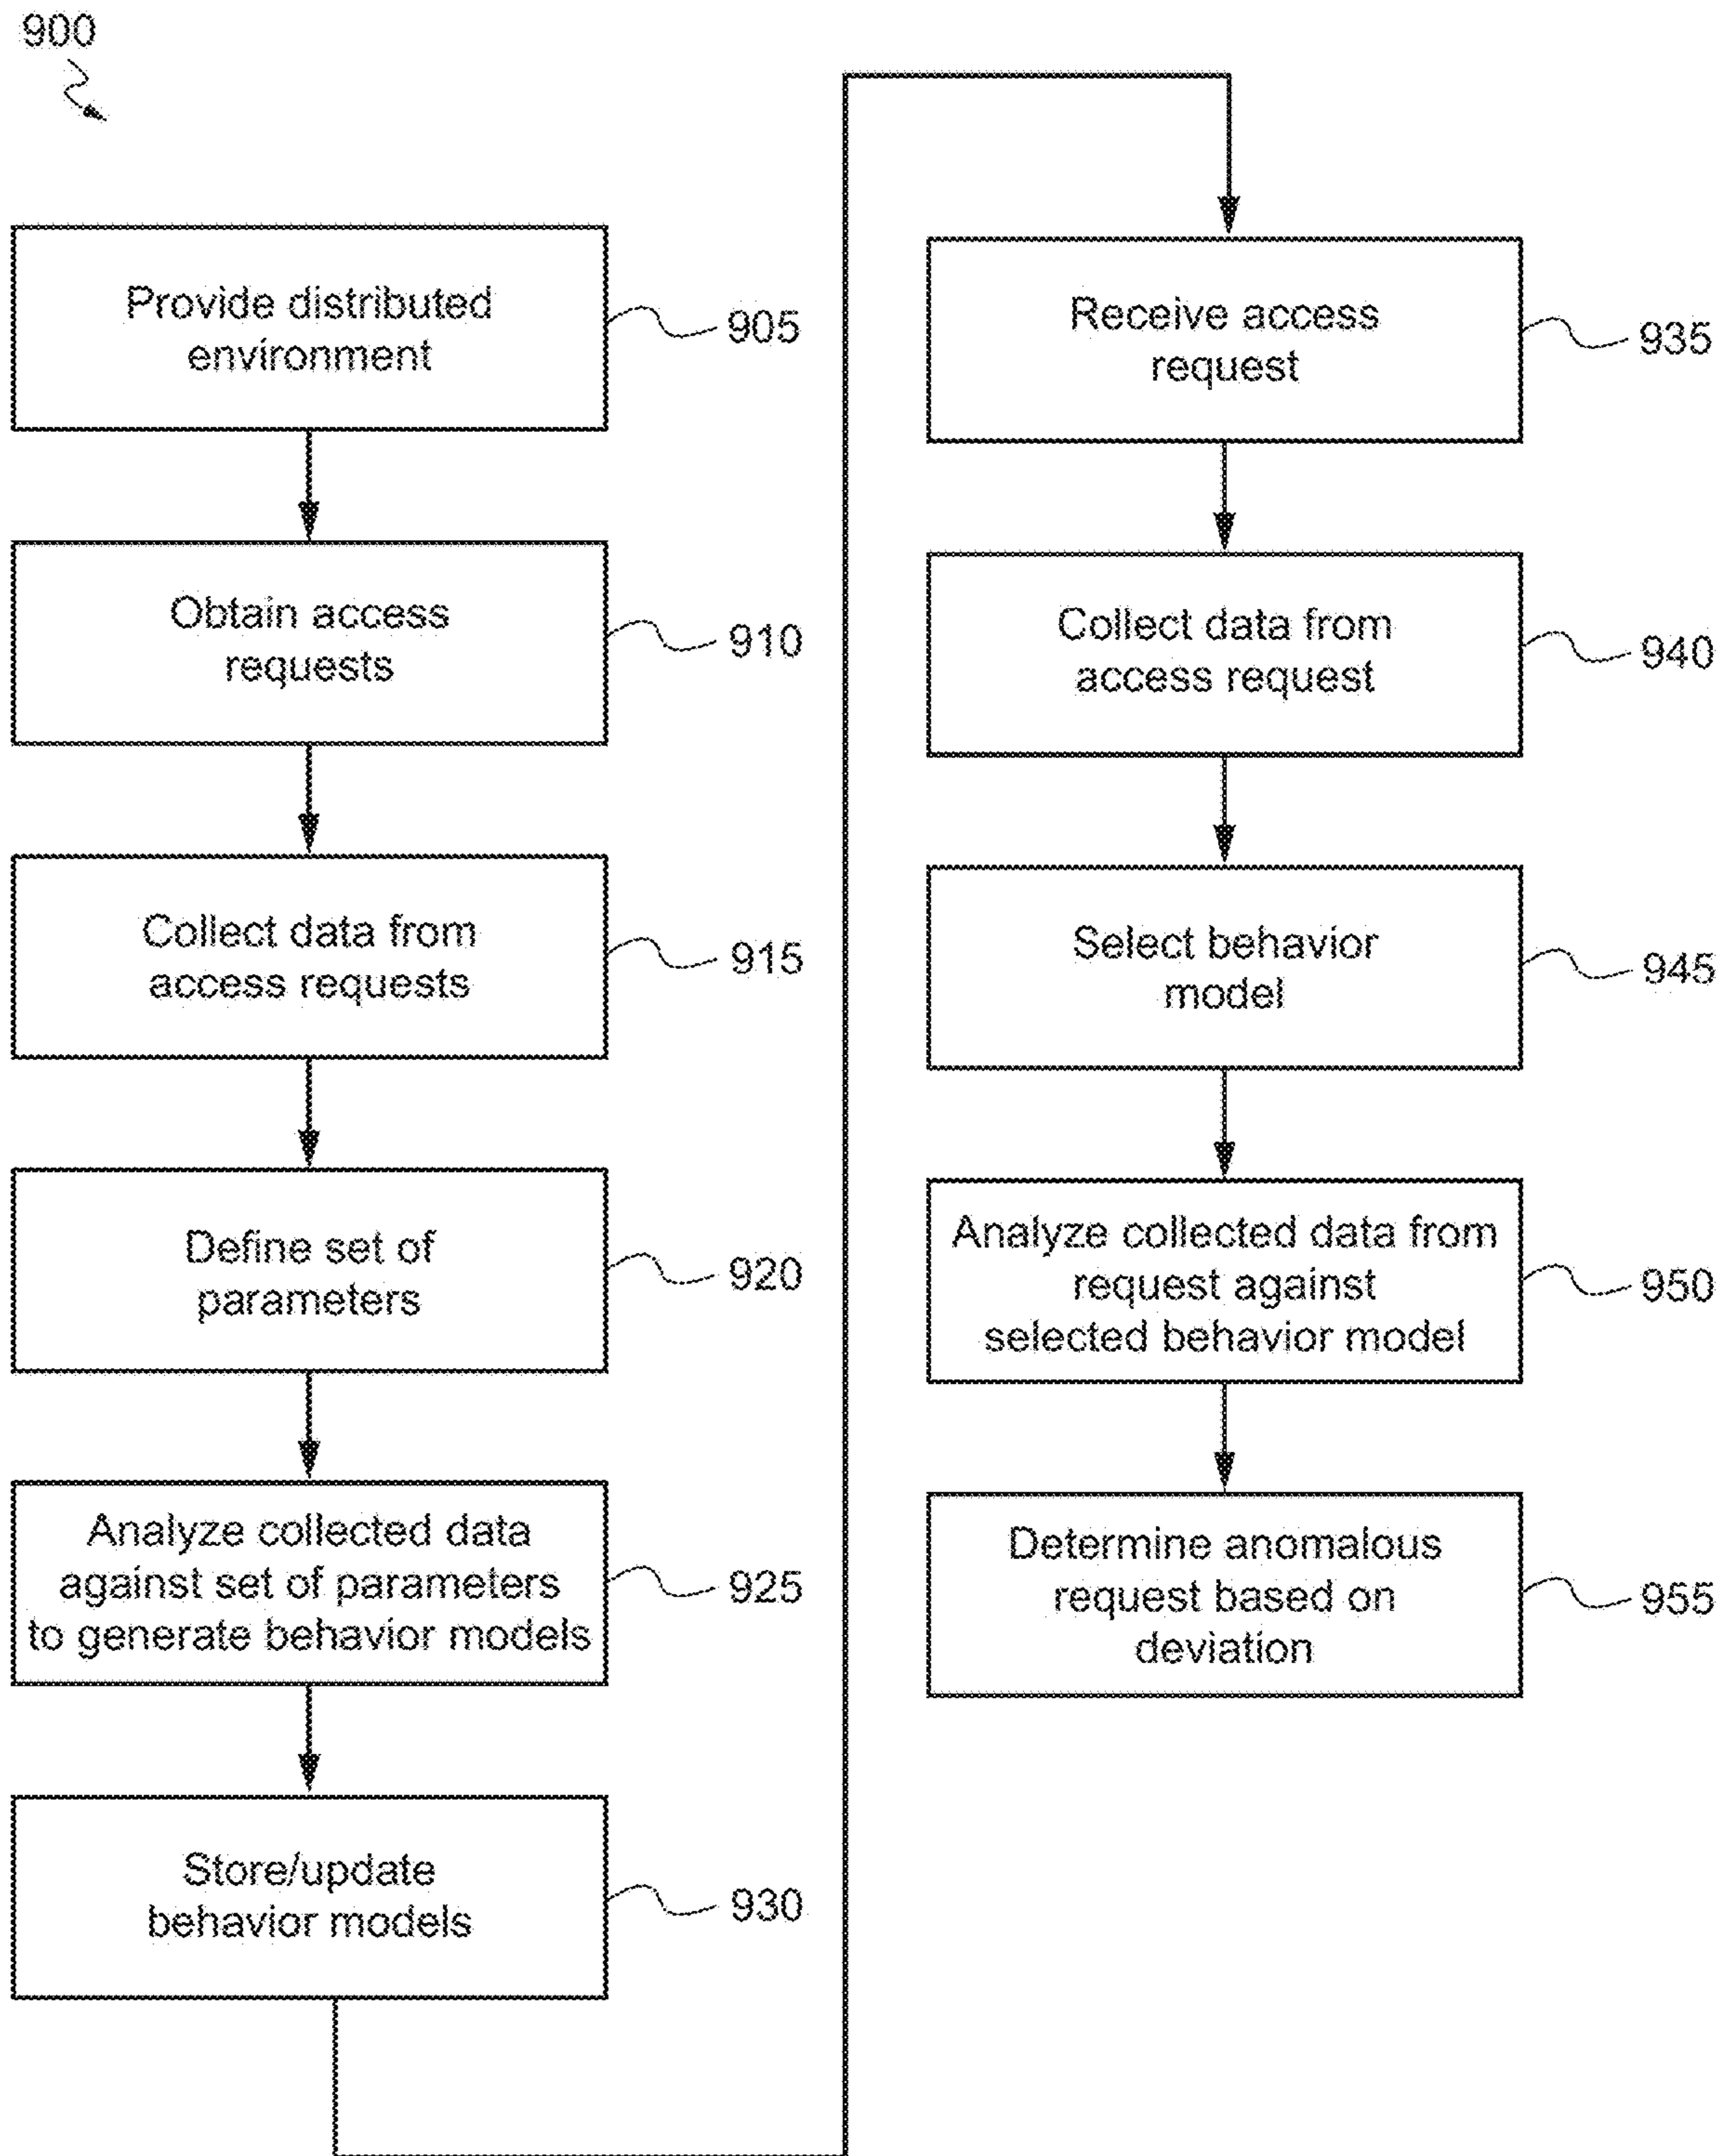 900
Provide distributed
environment
905
Obtain access
requests
910
Collect data from
access requests
915
Define set of
parameters
920
Analyze collected data
against set of parameters
to generate behavior models
925
Store/update
behavior models
930
Receive access
request
935
Collect data from
access request
940
Select behavior
model
945
Analyze collected data from
request against
selected behavior model
950
Determine anomalous
request based on
deviation
955